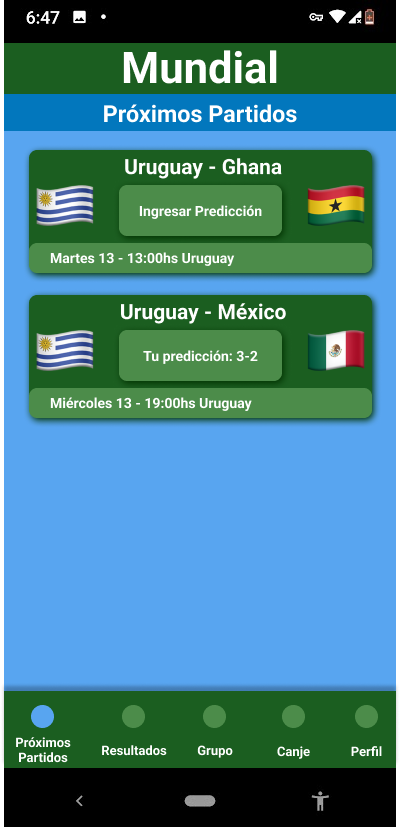 6:47
Mundial
Próximos Partidos
Uruguay - Ghana
Ingresar Predicción
Martes 13 - 13:00hs Uruguay
Uruguay - México
Tu predicción: 3-2
Miércoles 13 - 19:00hs Uruguay
Próximos
Partidos
Resultados
Grupo
Canje
Perfil